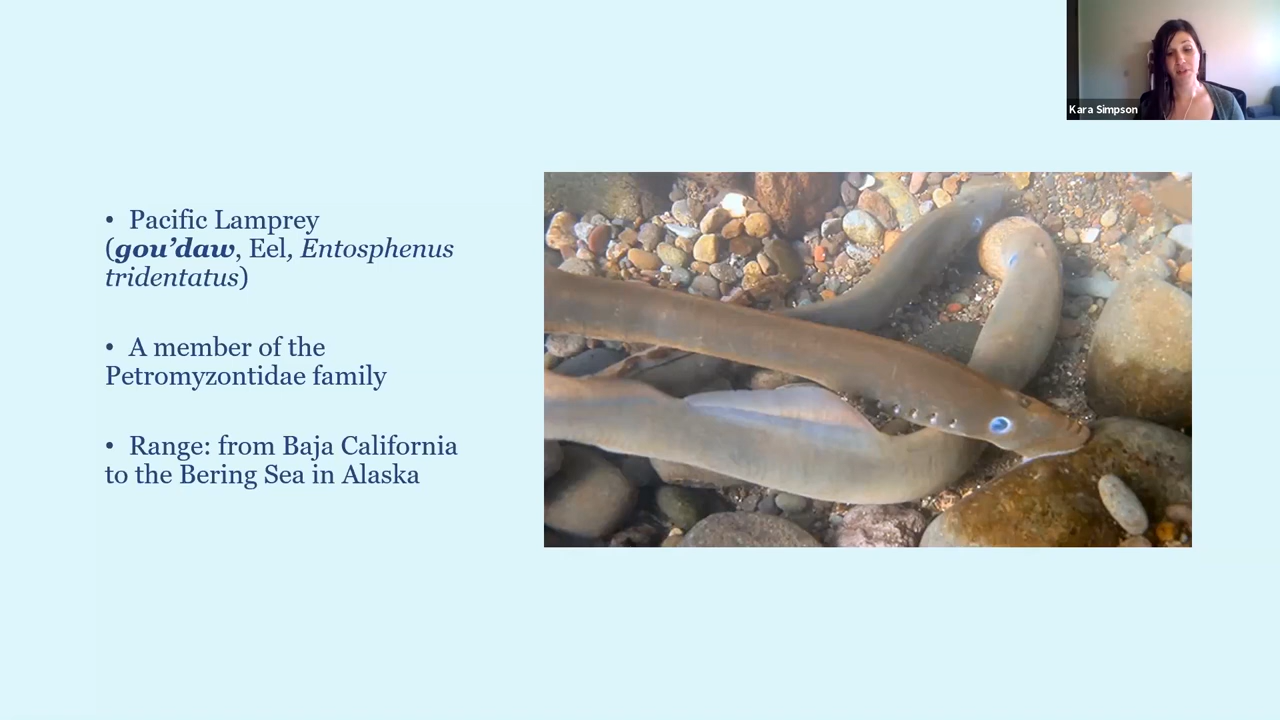 Kara Simpson
• Pacific Lamprey
(gou’daw, Eel, Entosphenus
tridentatus)
• A member of the
Petromyzontidae family
• Range: from Baja California
to the Bering Sea in Alaska